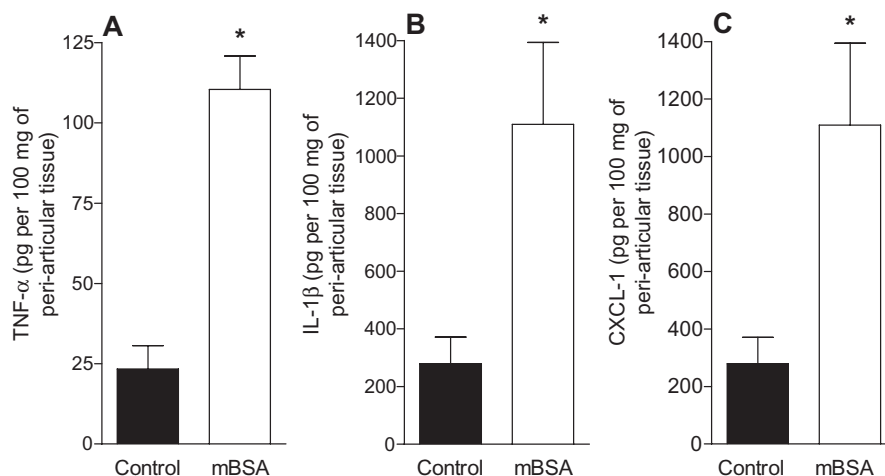 A
TNF-α (pg per 100 mg of
peri-articular tissue)
125
100
75
50
25
0
*
Control
mBSA
B
IL-1β (pg per 100 mg of
peri-articular tissue)
1400
1200
1000
800
600
400
200
0
*
Control
mBSA
C
CXCL-1 (pg per 100 mg of
peri-articular tissue)
1400
1200
1000
800
600
400
200
0
*
Control
mBSA